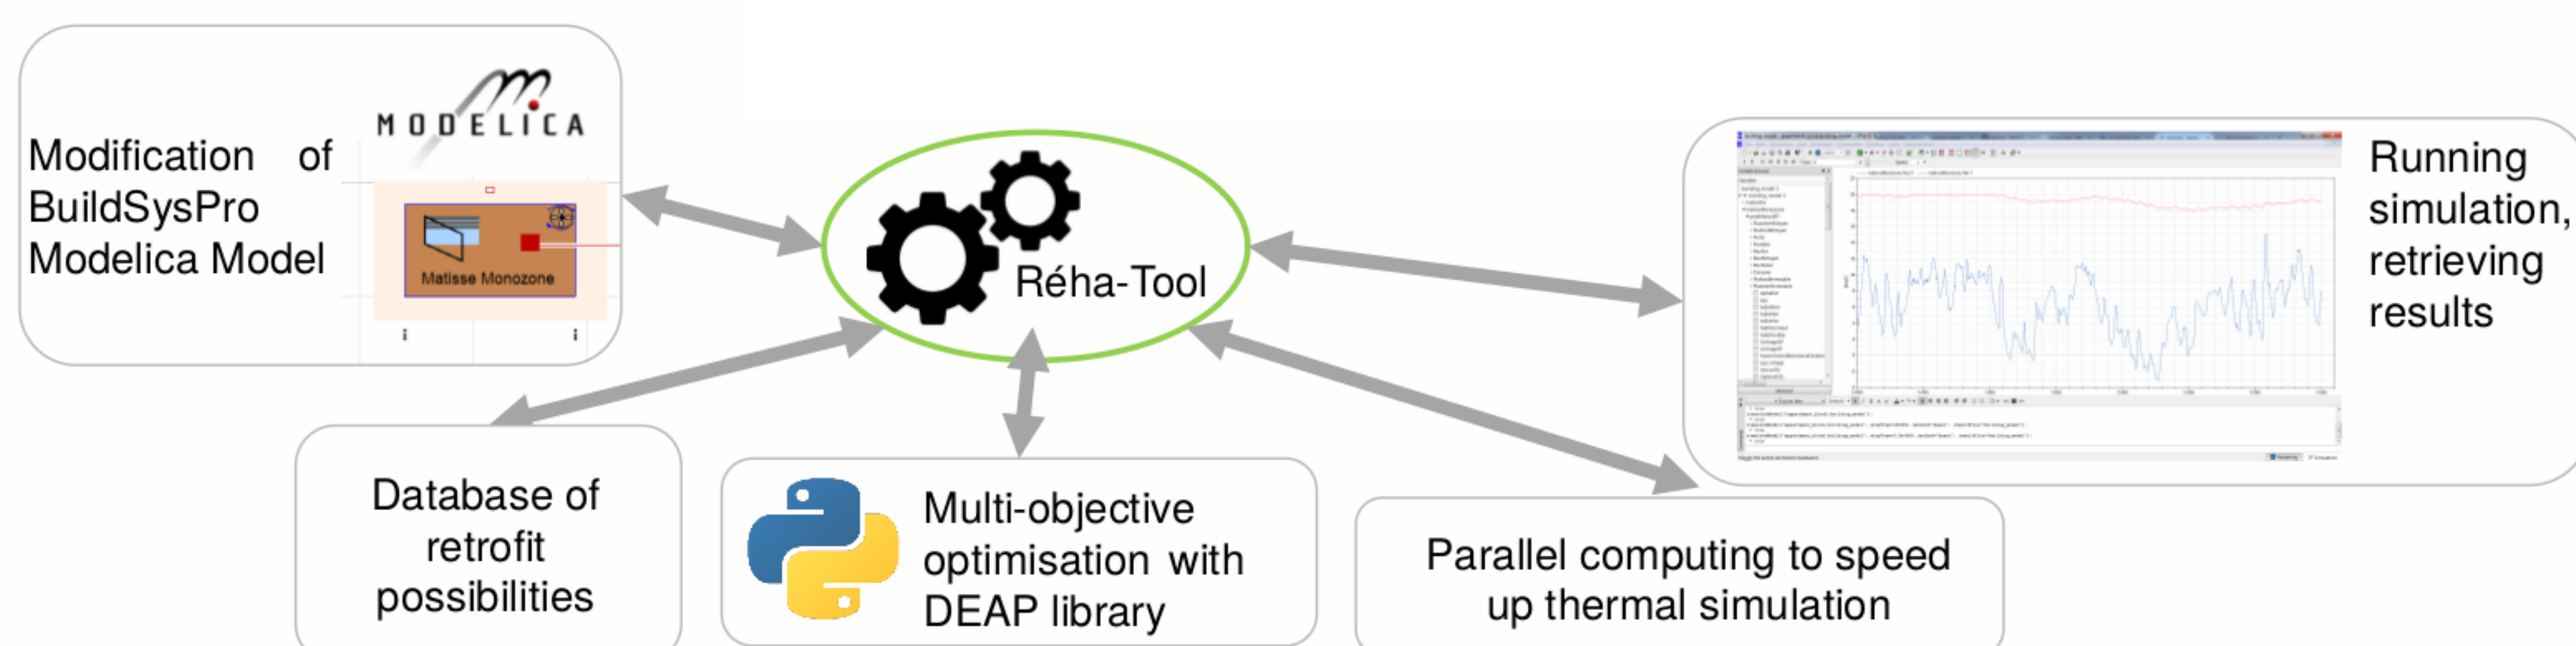 MODELICA
Modification of
BuildSysPro
Modelica Model
Matisse Monozone
Réha-Tool
Running
simulation,
retrieving
results
Database of
retrofit
possibilities
Multi-objective
optimisation with
DEAP library
Parallel computing to speed
up thermal simulation